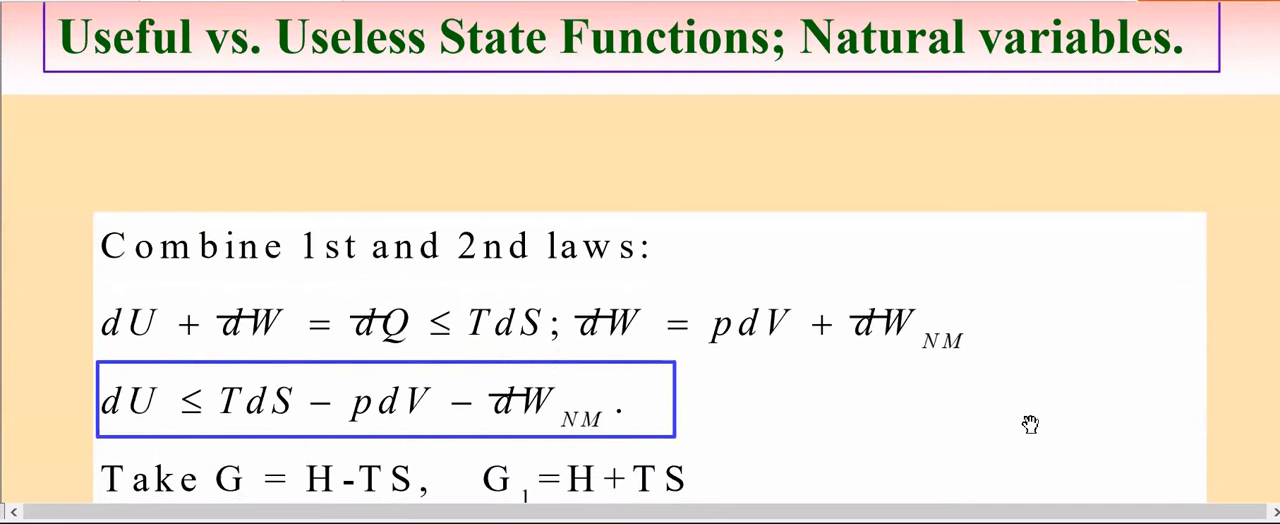 Useful vs. Useless State Functions; Natural variables.
Combine 1st and 2nd laws:
dU + đW = đQ ≤ TdS; đW = pdV + đW_NM
dU ≤ TdS − pdV − đW_NM.
Take G = H-TS, G_1=H+TS